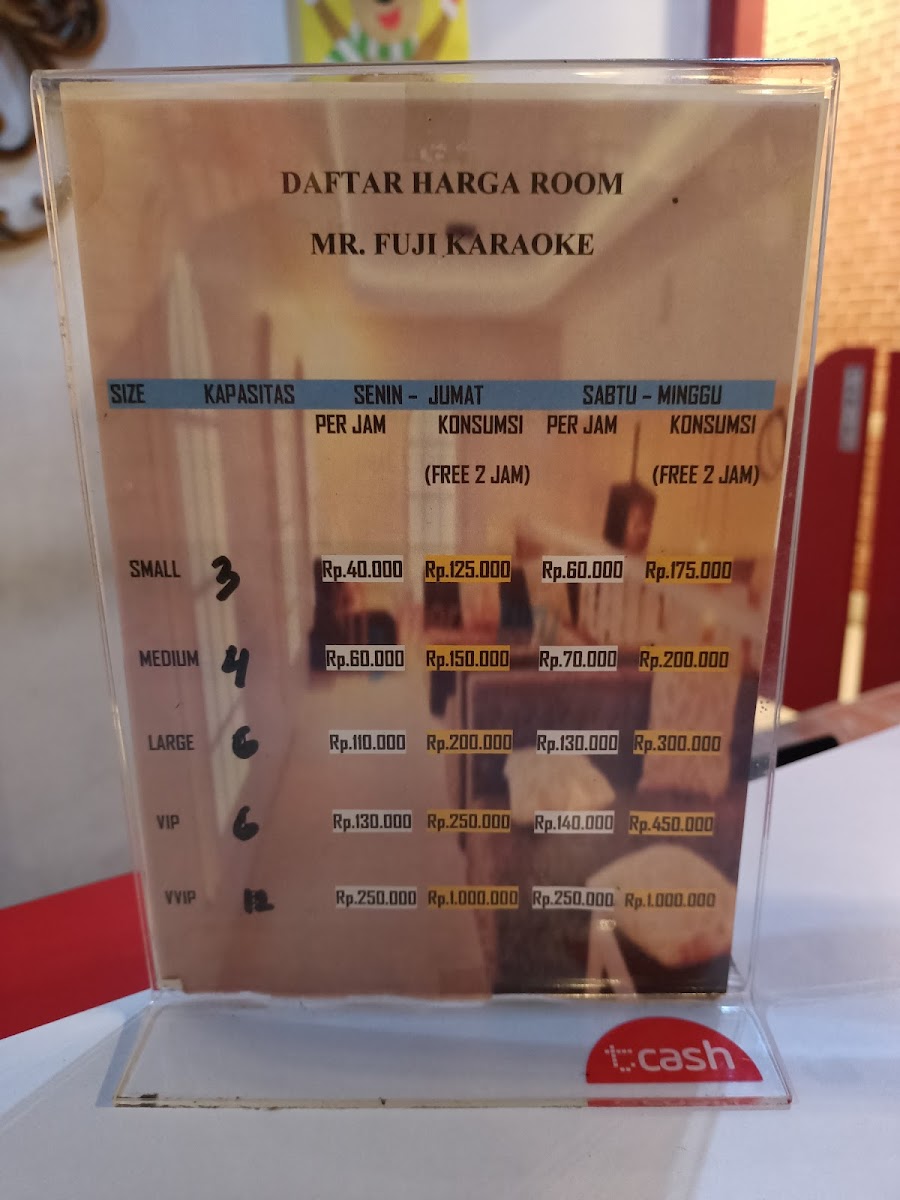 DAFTAR HARGA ROOM
MR. FUJI KARAOKE
SIZE KAPASITAS SENIN - JUMAT SABTU - MINGGU
PER JAM KONSUMSI PER JAM KONSUMSI
(FREE 2 JAM) (FREE 2 JAM)
SMALL 3 Rp.40.000 Rp.125.000 Rp.60.000 Rp.175.000
MEDIUM 4 Rp.60.000 Rp.150.000 Rp.70.000 Rp.200.000
LARGE 6 Rp.110.000 Rp.200.000 Rp.130.000 Rp.300.000
VIP 6 Rp.130.000 Rp.250.000 Rp.140.000 Rp.450.000
VVIP 12 Rp.250.000 Rp.1.000.000 Rp.250.000 Rp.1.000.000
tcash